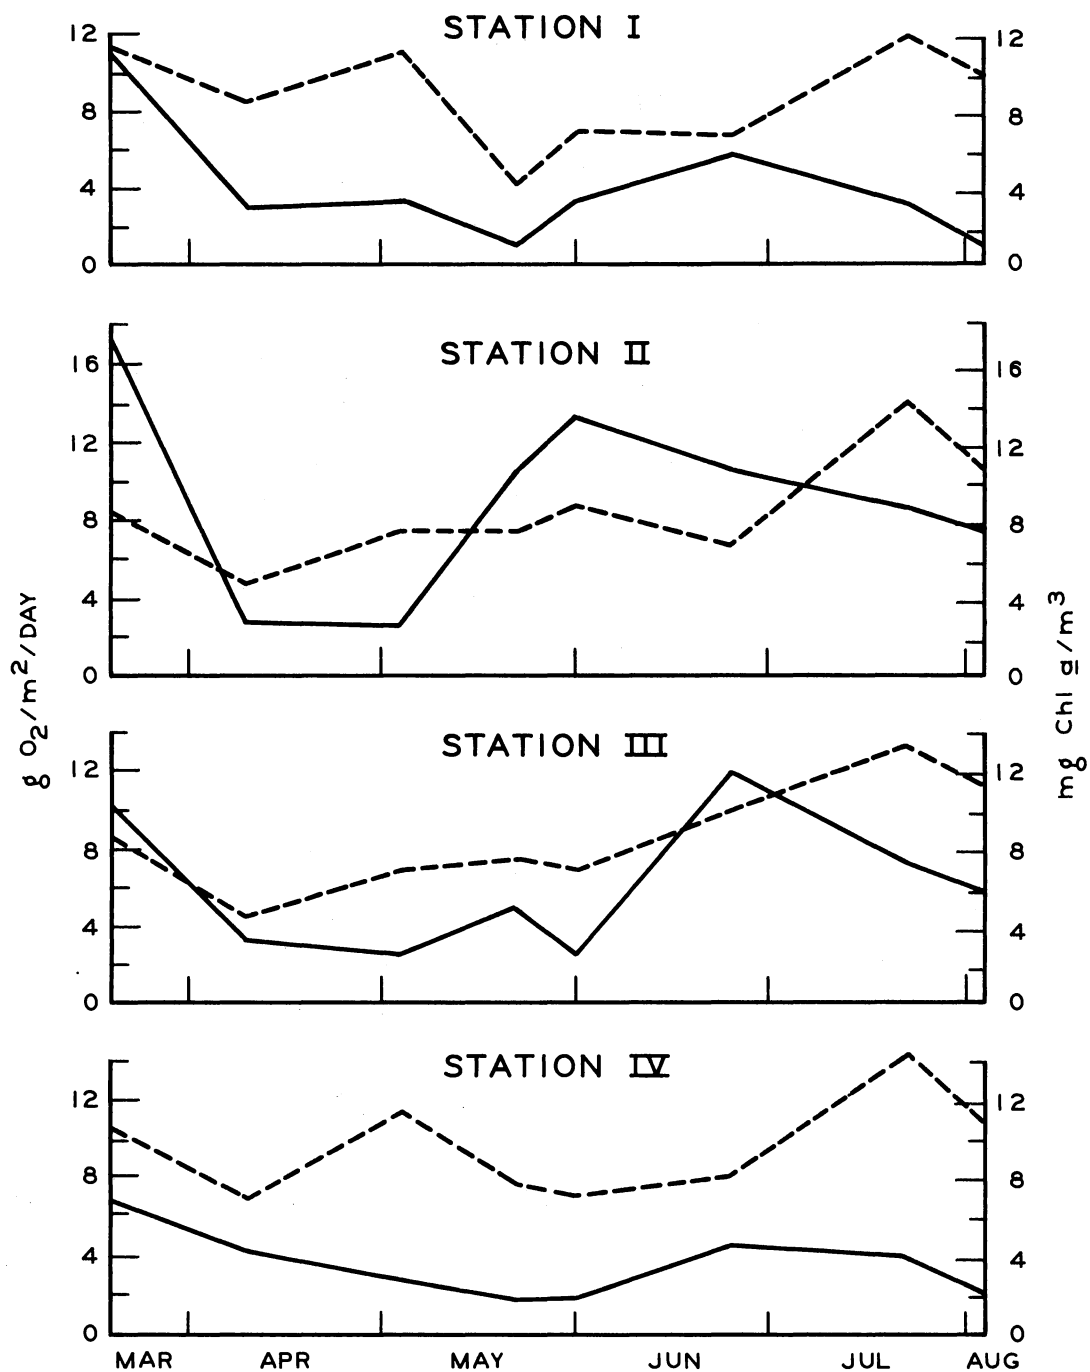 STATION I
12 12
8 8
4 4
0 0
STATION II
16 16
12 12
8 8
4 4
0 0
g O2/m2/DAY
mg Chl a/m3
STATION III
12 12
8 8
4 4
0 0
STATION IV
12 12
8 8
4 4
0 0
MAR APR MAY JUN JUL AUG